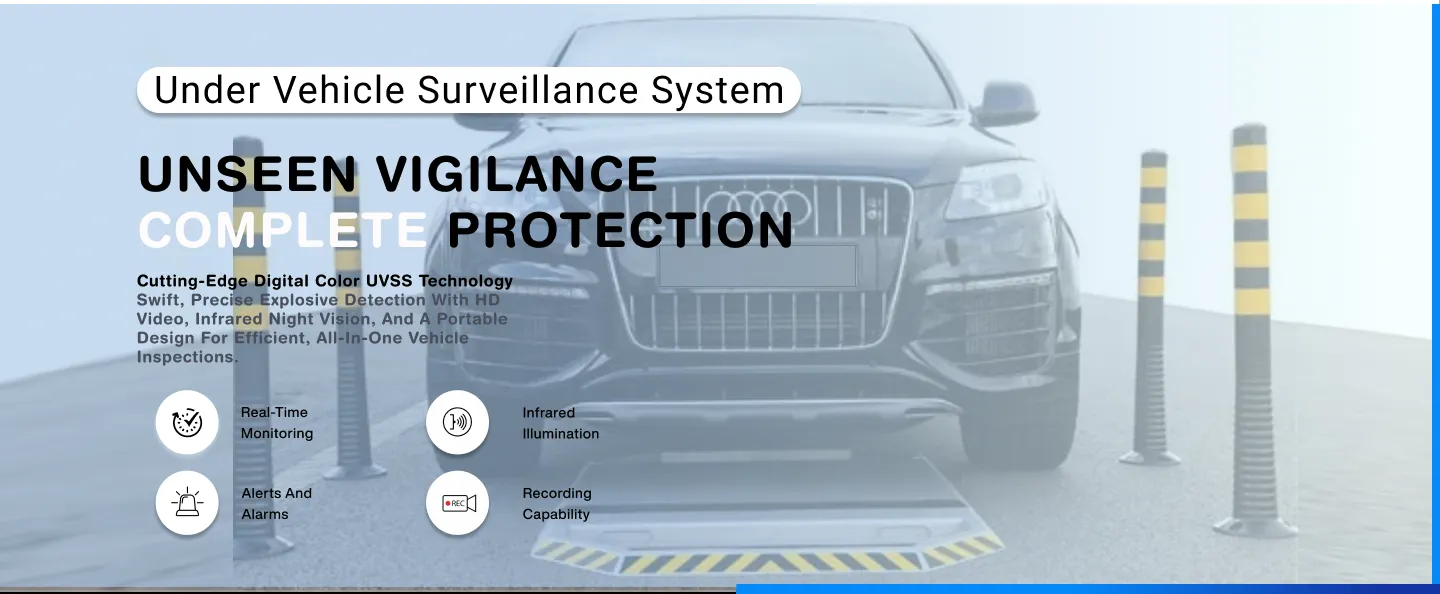 Under Vehicle Surveillance System
UNSEEN VIGILANCE
COMPLETE PROTECTION
Cutting-Edge Digital Color UVSS Technology
Swift, Precise Explosive Detection With HD
Video, Infrared Night Vision, And A Portable
Design For Efficient, All-In-One Vehicle
Inspections.
Real-Time
Monitoring
Infrared
Illumination
Alerts And
Alarms
REC
Recording
Capability